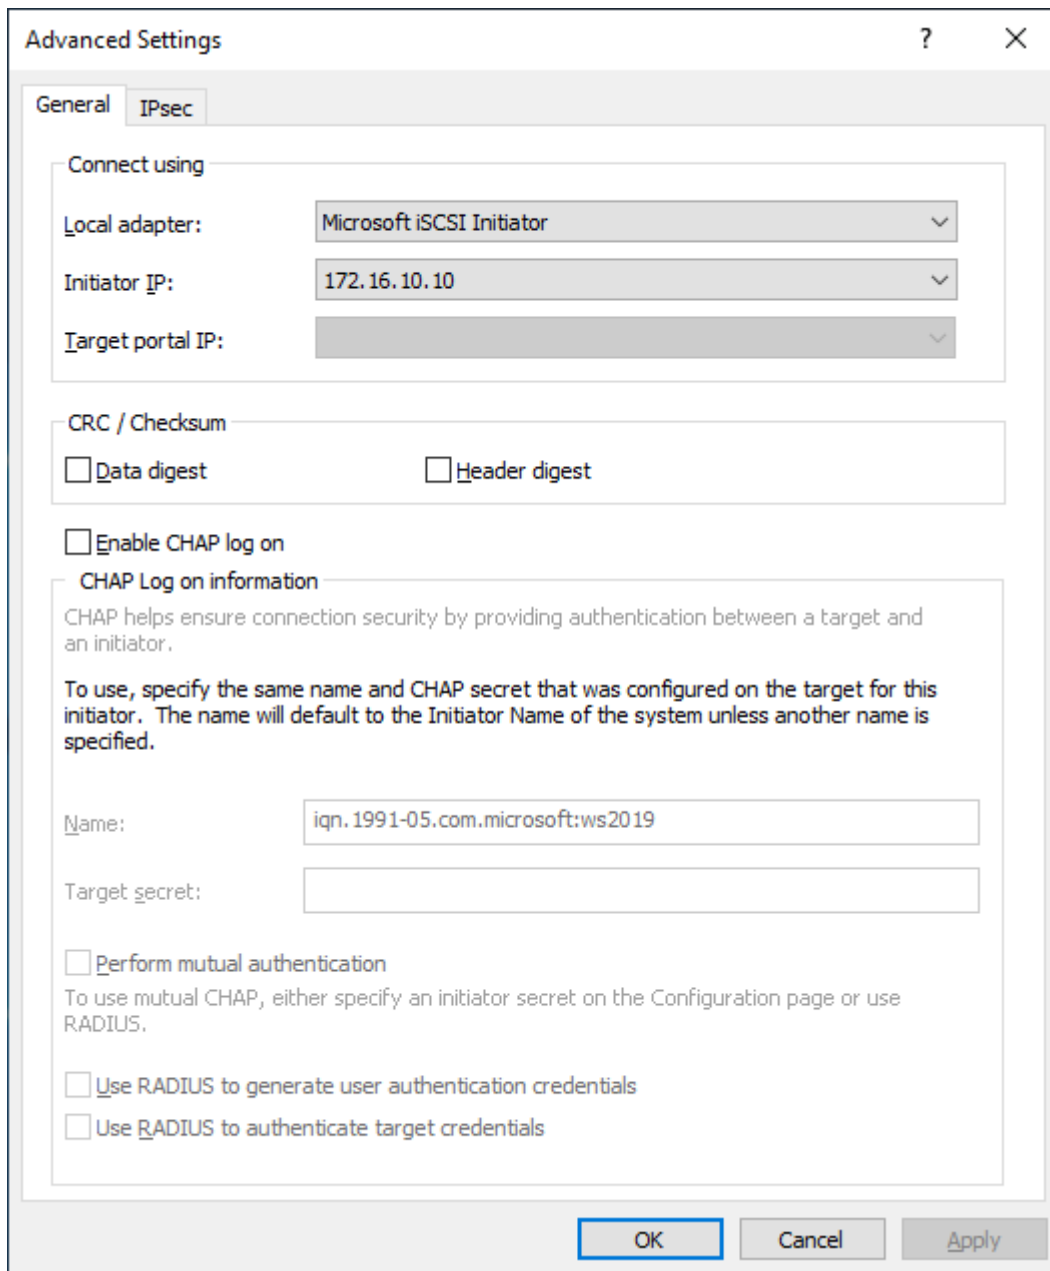 Advanced Settings
?
General
IPsec
Connect using
Local adapter:
Microsoft iSCSI Initiator
Initiator IP:
172.16.10.10
Target portal IP:
CRC / Checksum
Data digest
Header digest
Enable CHAP log on
CHAP Log on information
CHAP helps ensure connection security by providing authentication between a target and
an initiator.
To use, specify the same name and CHAP secret that was configured on the target for this
initiator.  The name will default to the Initiator Name of the system unless another name is
specified.
Name:
iqn.1991-05.com.microsoft:ws2019
Target secret:
Perform mutual authentication
To use mutual CHAP, either specify an initiator secret on the Configuration page or use
RADIUS.
Use RADIUS to generate user authentication credentials
Use RADIUS to authenticate target credentials
OK
Cancel
Apply